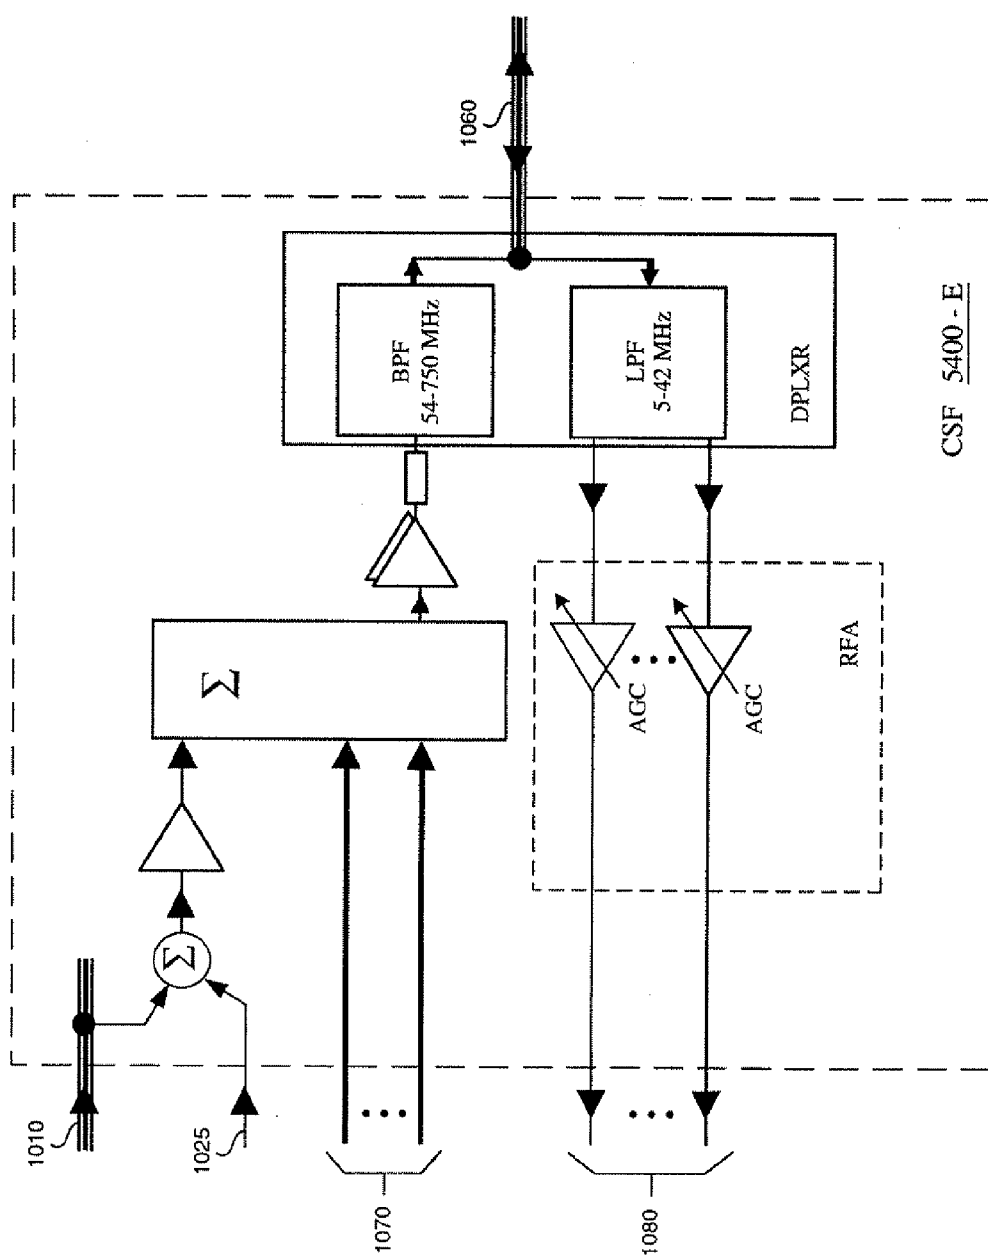 1010
1025
1070
1080
Σ
Σ
AGC
AGC
RFA
BPF
54-750 MHz
LPF
5-42 MHz
DPLXR
1060
CSF 5400 - E